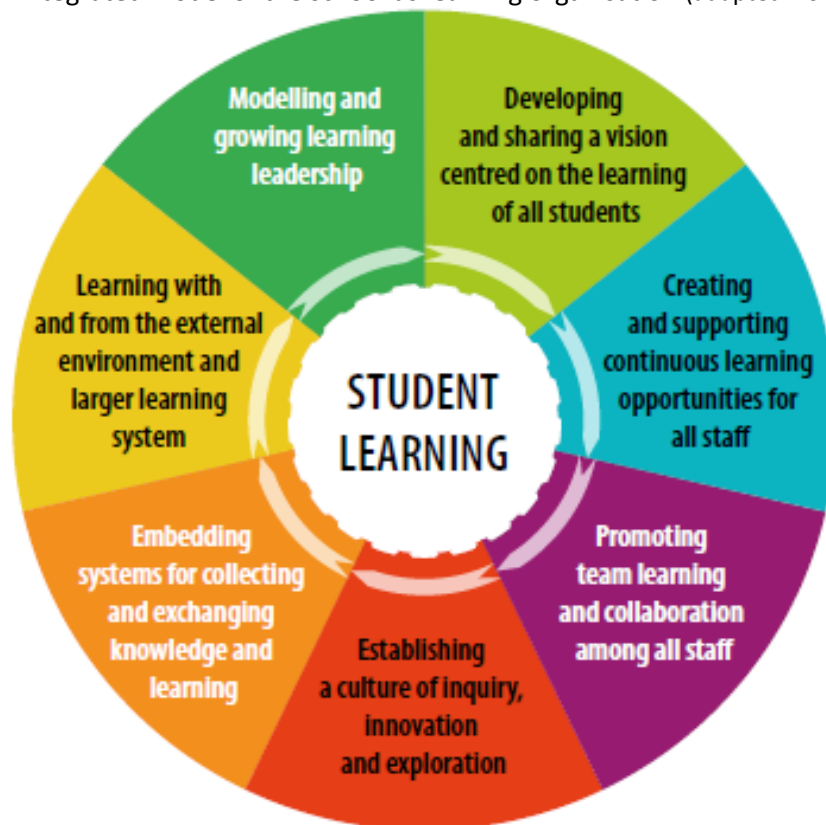 learning organisation (adapted
Modelling and
growing learning
leadership
Developing
and sharing a vision
centred on the learning
of all students
Creating
and supporting
continuous learning
opportunities for
all staff
Promoting
team learning
and collaboration
among all staff
Establishing
a culture of inquiry,
innovation
and exploration
Embedding
systems for collecting
and exchanging
knowledge and
learning
Learning with
and from the external
environment and
larger learning
system
STUDENT
LEARNING